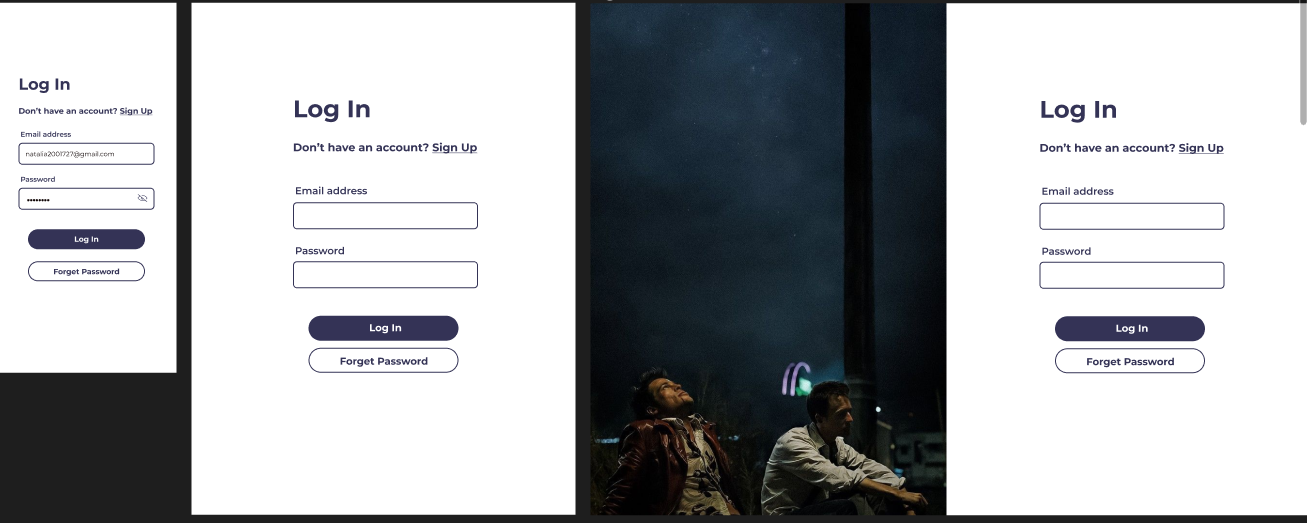 Log In
Don't have an account? Sign Up
Email address
natalia2001727@gmail.com
Password
••••••••
Log In
Forget Password
Log In
Don't have an account? Sign Up
Email address
Password
Log In
Forget Password
Log In
Don't have an account? Sign Up
Email address
Password
Log In
Forget Password